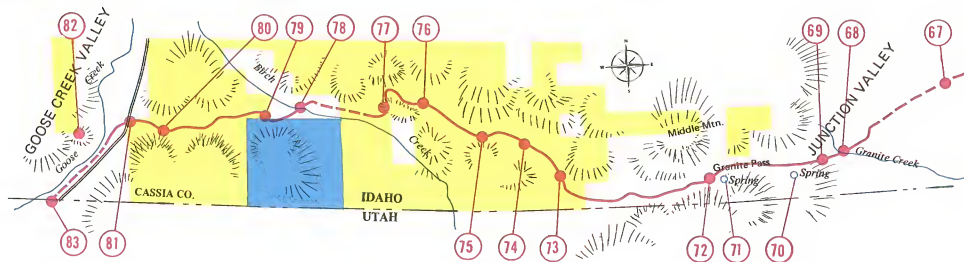 82
80
79
78
77
76
69
68
67
GOOSE CREEK VALLEY
Goose Creek
Birch Creek
N
W
E
S
Middle Mtn.
JUNCTION VALLEY
Granite Creek
Granite Pass
Spring
Spring
CASSIA CO.
IDAHO
UTAH
83
81
75
74
73
72
71
70